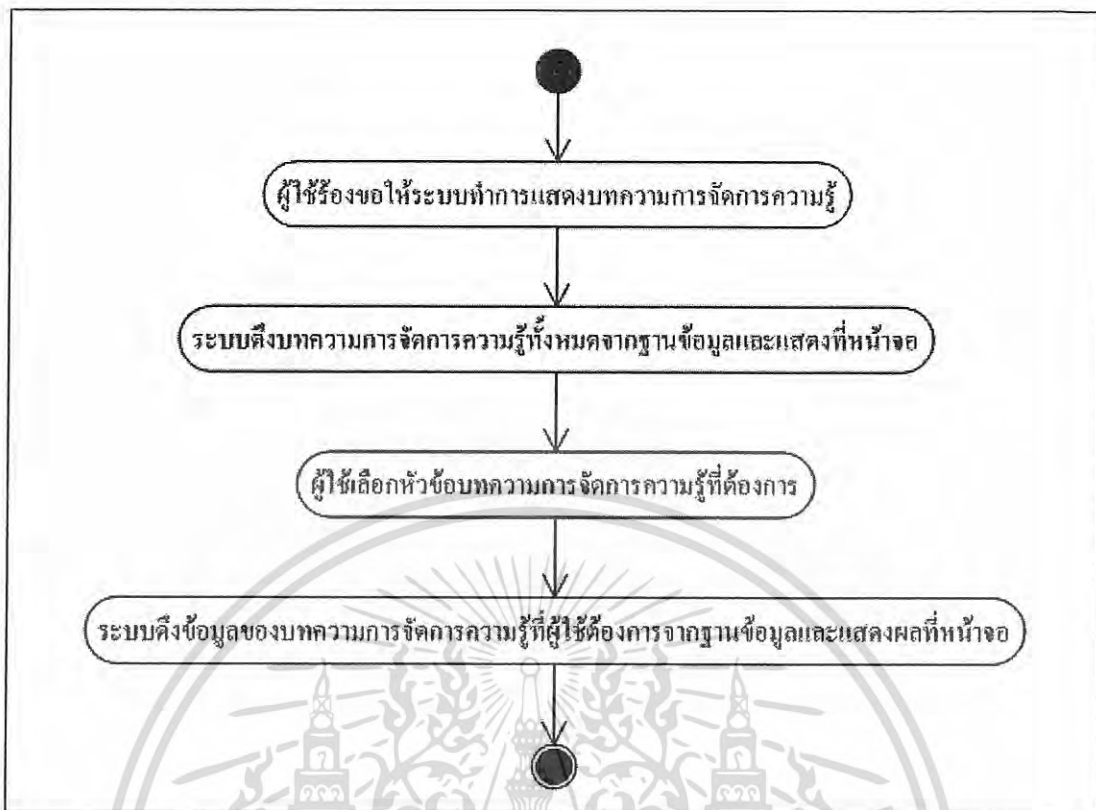 ผู้ใช้ร้องขอให้ระบบทำการแสดงบทความการจัดการความรู้
ระบบดึงบทความการจัดการความรู้ทั้งหมดจากฐานข้อมูลและแสดงที่หน้าจอ
ผู้ใช้เลือกหัวข้อบทความการจัดการความรู้ที่ต้องการ
ระบบดึงข้อมูลของบทความการจัดการความรู้ที่ผู้ใช้ต้องการจากฐานข้อมูลและแสดงผลที่หน้าจอ